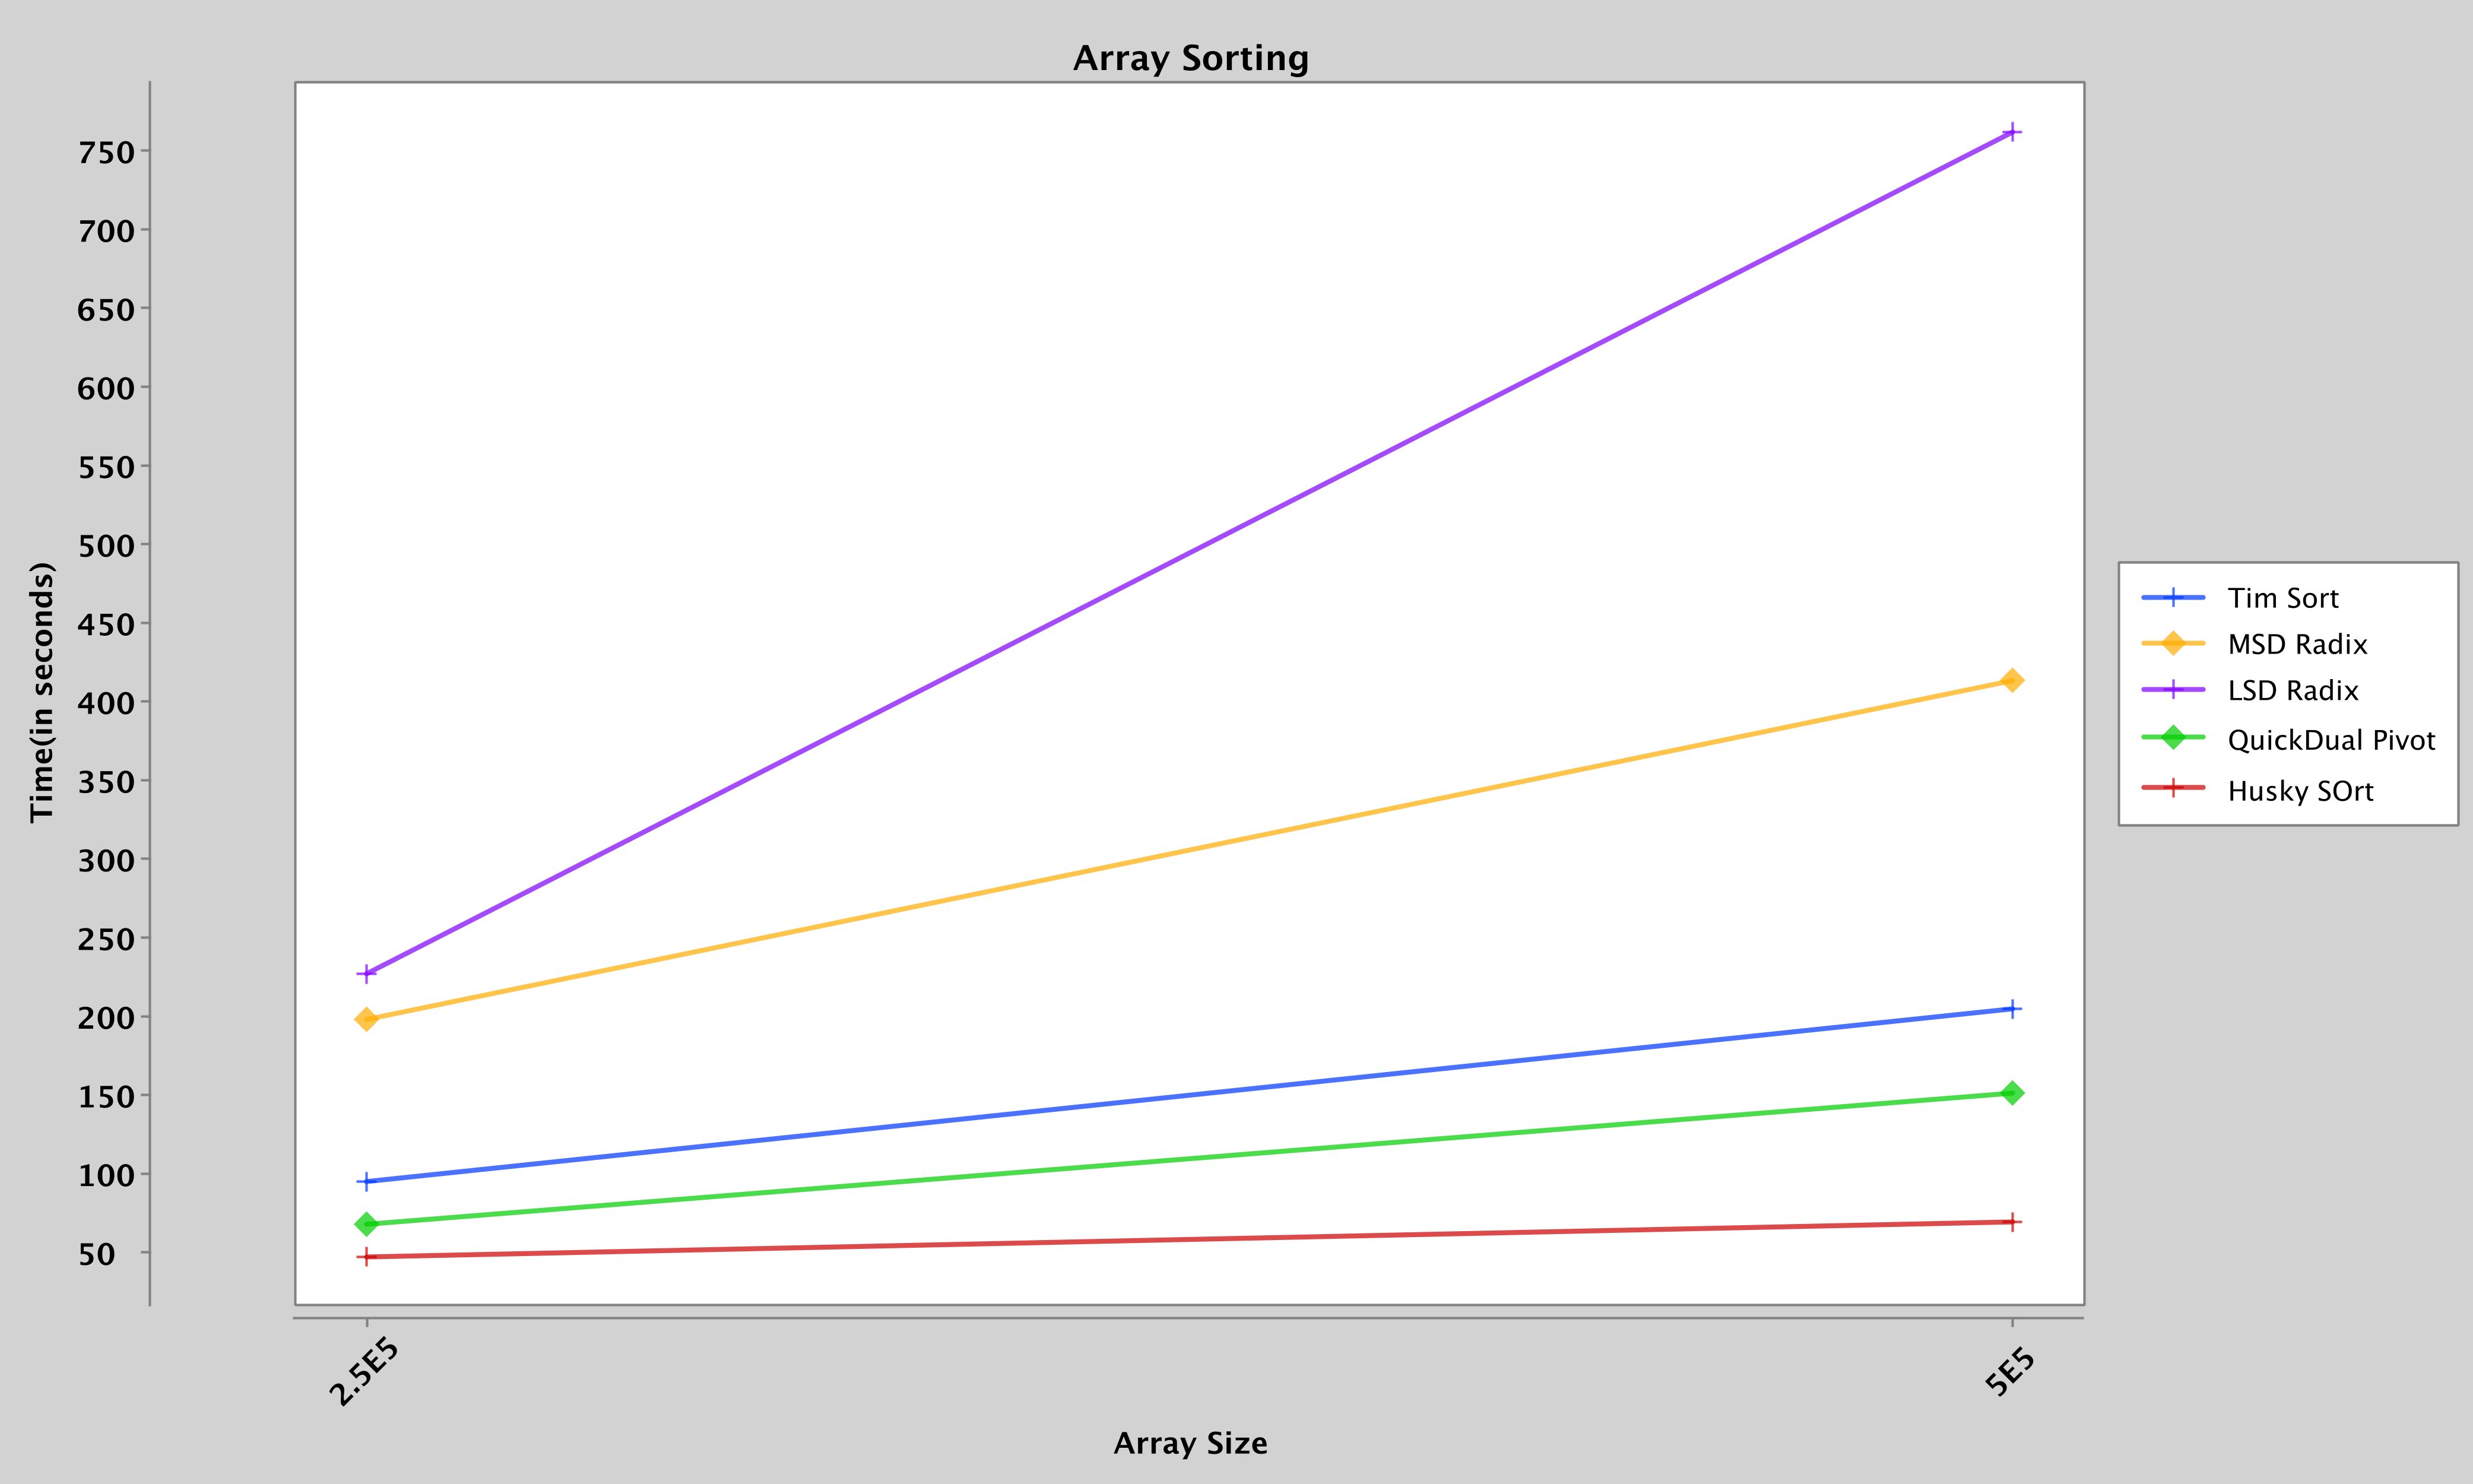 Array Sorting
750
700
650
600
550
500
450
400
350
300
250
200
150
100
50
Time(in seconds)
2.5E5
5E5
Array Size
Tim Sort
MSD Radix
LSD Radix
QuickDual Pivot
Husky SOrt